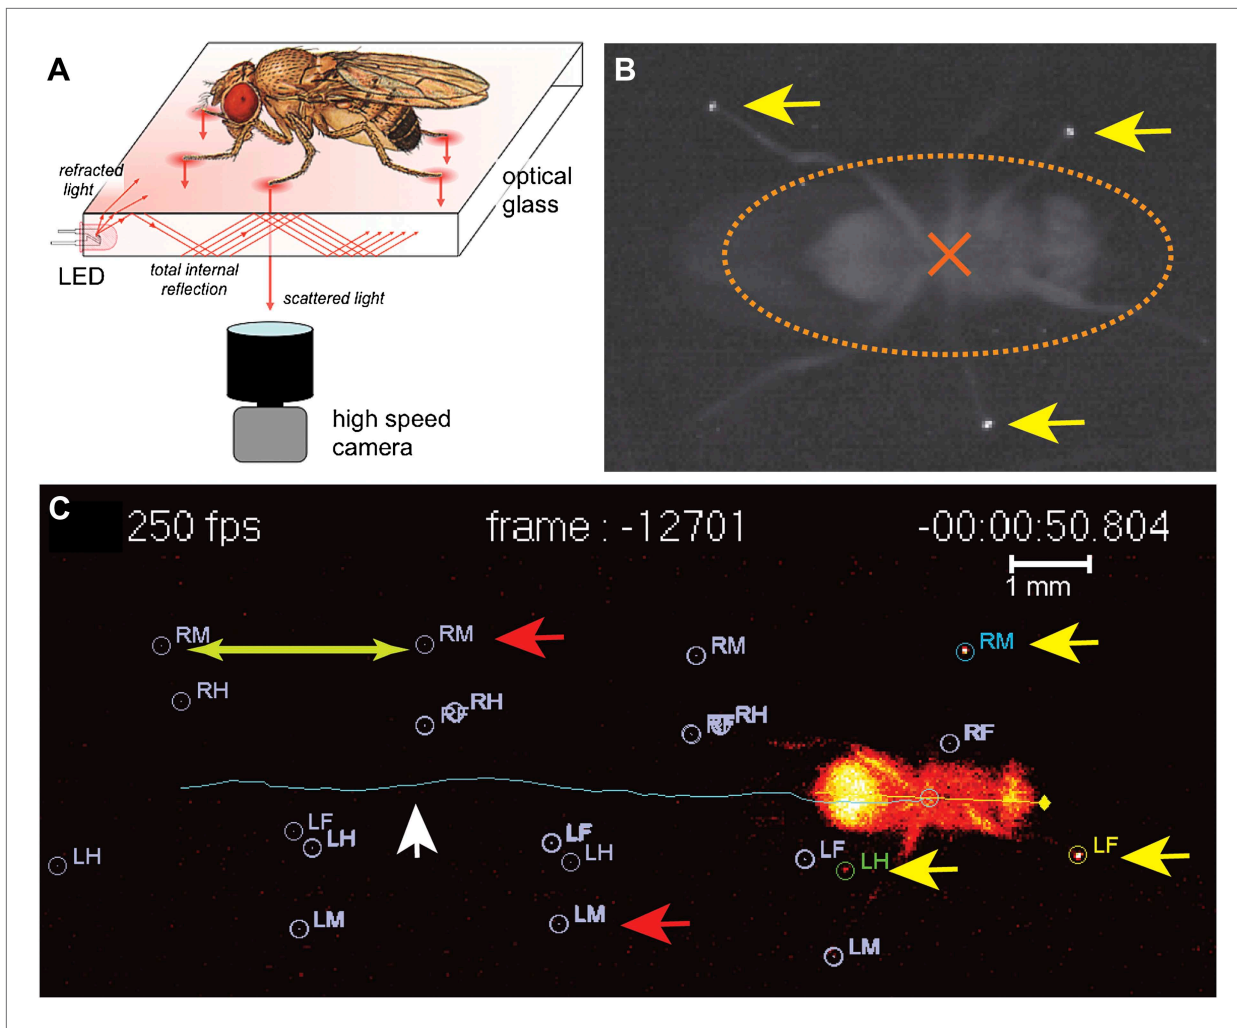 A
refracted
light
LED
total internal
reflection
scattered light
optical
glass
high speed
camera
B
C
250 fps
frame : -12701
-00:00:50.804
1 mm
RM
RM
RM
RM
RH
RF
RH
RF
RH
RF
LF
LH
LH
LF
LH
LF
LH
LF
LM
LM
LM